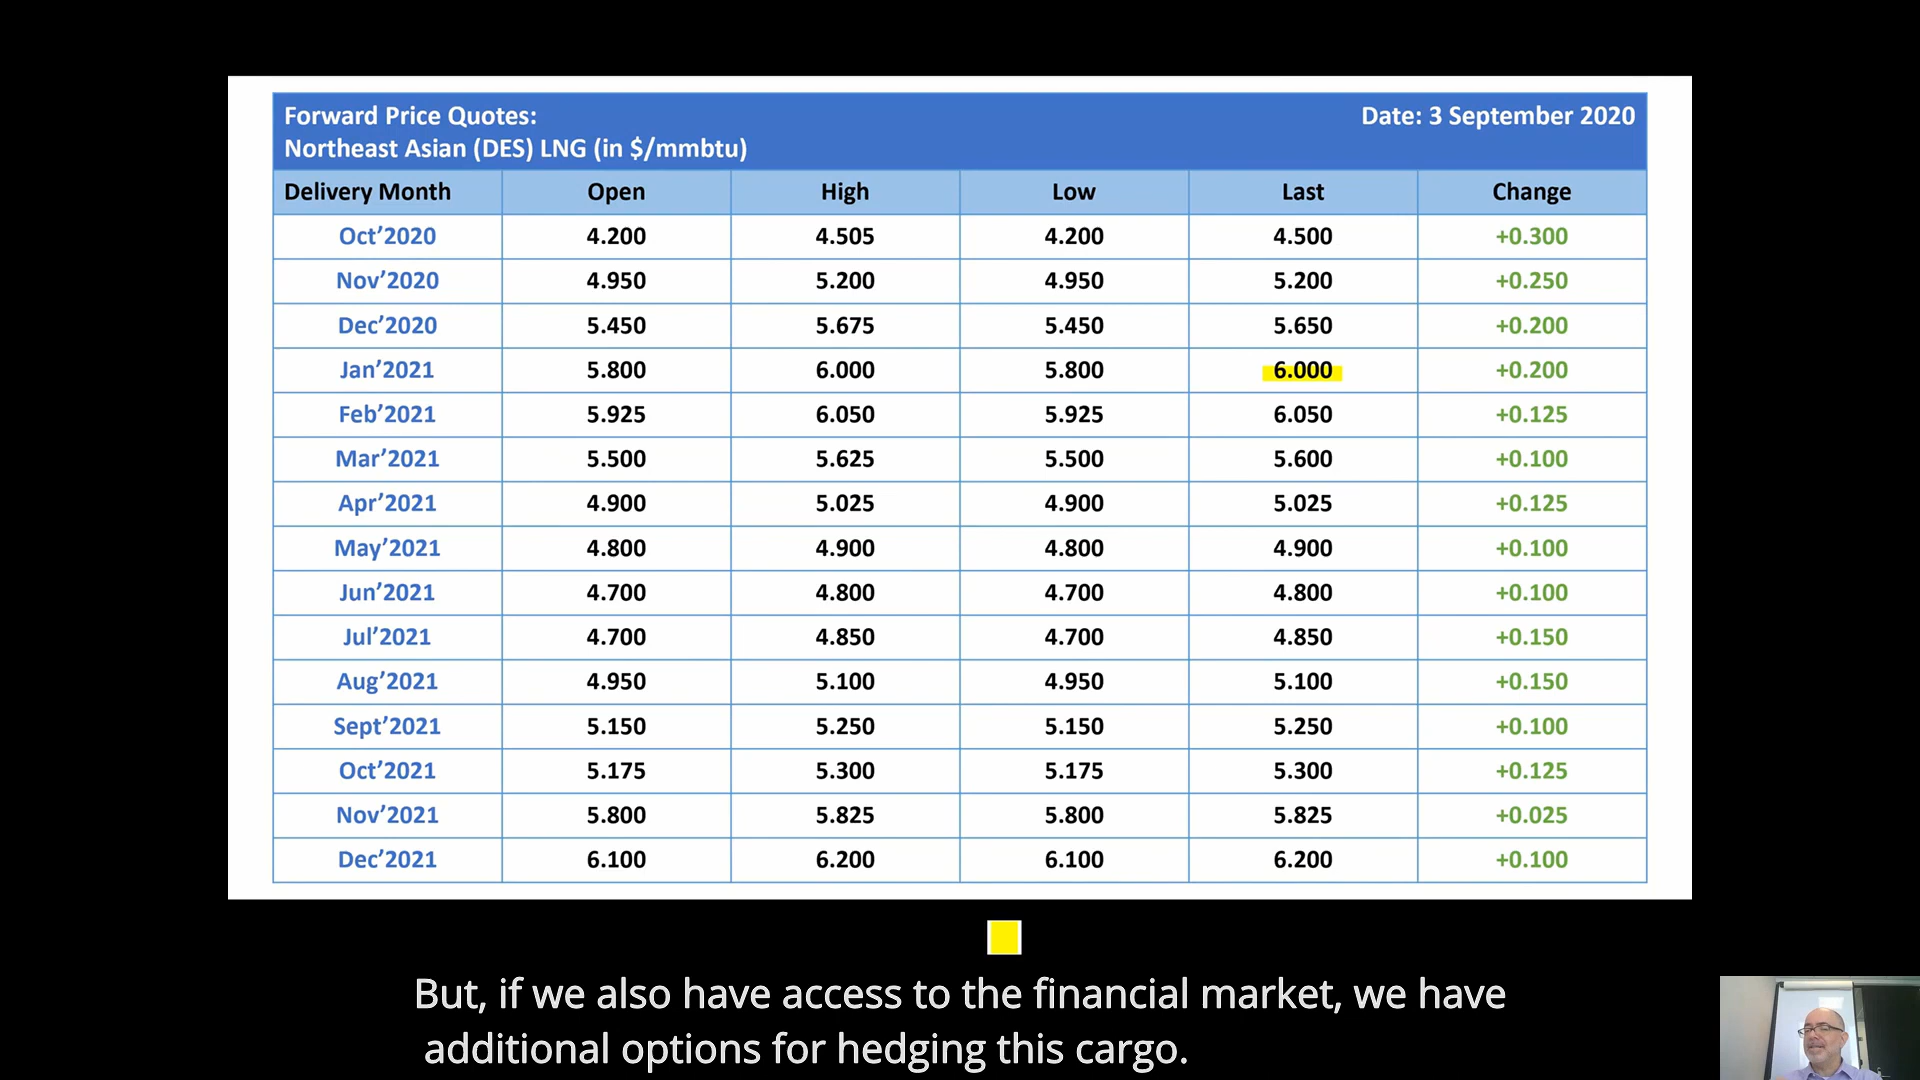 Forward Price Quotes: Date: 3 September 2020
Northeast Asian (DES) LNG (in $/mmbtu)
Delivery Month Open High Low Last Change
Oct’2020 4.200 4.505 4.200 4.500 +0.300
Nov’2020 4.950 5.200 4.950 5.200 +0.250
Dec’2020 5.450 5.675 5.450 5.650 +0.200
Jan’2021 5.800 6.000 5.800 6.000 +0.200
Feb’2021 5.925 6.050 5.925 6.050 +0.125
Mar’2021 5.500 5.625 5.500 5.600 +0.100
Apr’2021 4.900 5.025 4.900 5.025 +0.125
May’2021 4.800 4.900 4.800 4.900 +0.100
Jun’2021 4.700 4.800 4.700 4.800 +0.100
Jul’2021 4.700 4.850 4.700 4.850 +0.150
Aug’2021 4.950 5.100 4.950 5.100 +0.150
Sept’2021 5.150 5.250 5.150 5.250 +0.100
Oct’2021 5.175 5.300 5.175 5.300 +0.125
Nov’2021 5.800 5.825 5.800 5.825 +0.025
Dec’2021 6.100 6.200 6.100 6.200 +0.100
But, if we also have access to the financial market, we have
additional options for hedging this cargo.